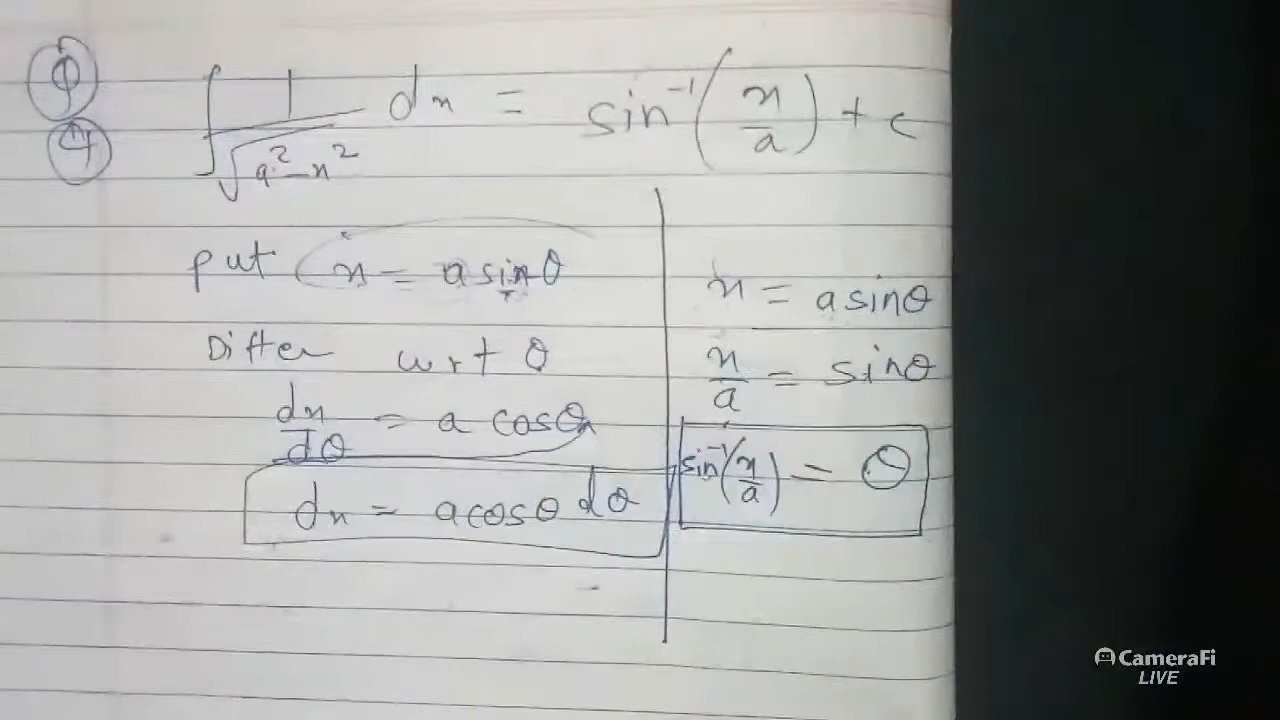 φ
4
∫ 1/√(a² - x²) dx = sin⁻¹(x/a) + c
put x = a sinθ
Differ wrt θ
dx/dθ = a cosθ
dx = a cosθ dθ
x = a sinθ
x/a = sinθ
sin⁻¹(x/a) = θ
CameraFi
LIVE